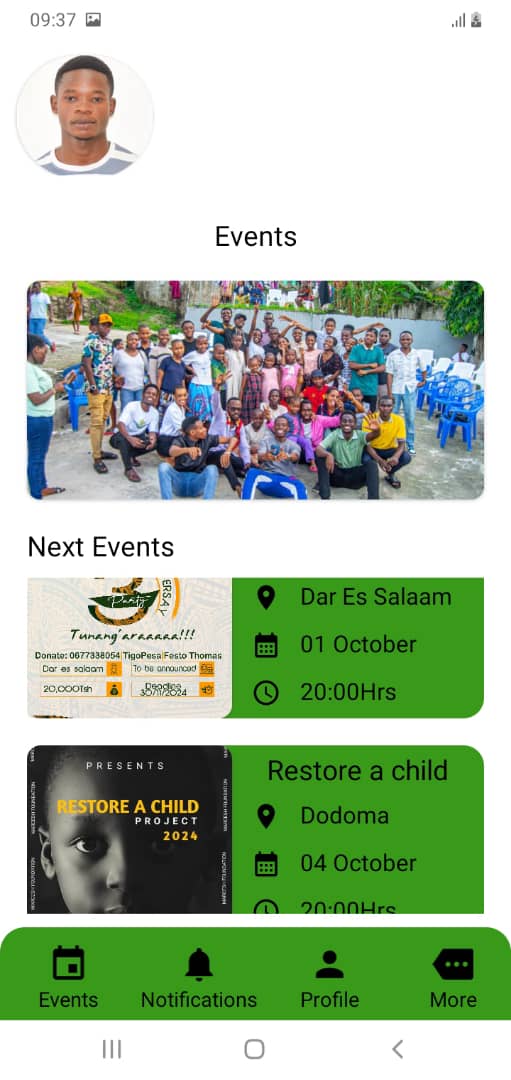 09:37
Events
Next Events
ERSA
Party
Tunang'araaaaa!!!
Donate: 0677338054|TigoPesa|Festo Thomas
Dar es salaam
To be announced
20,000Tsh
Deadline
30/11/2024
Dar Es Salaam
01 October
20:00Hrs
PRESENTS
RESTORE A CHILD
PROJECT
2024
Restore a child
Dodoma
04 October
20:00Hrs
Events
Notifications
Profile
More